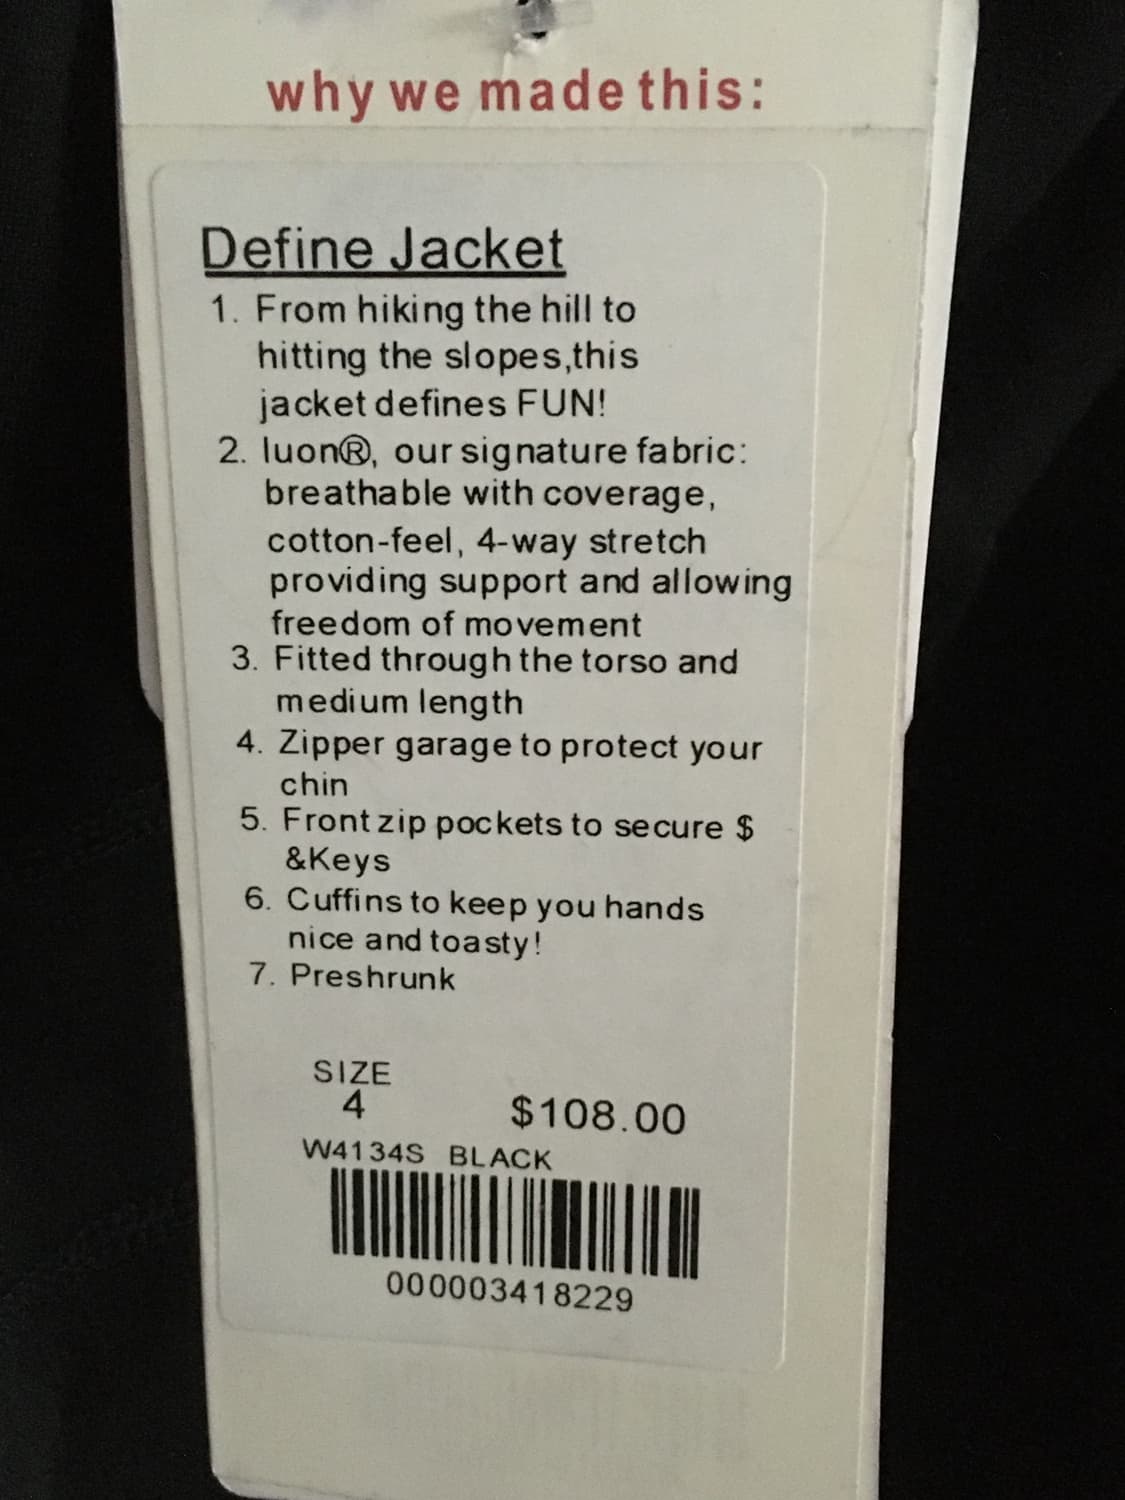 why we made this:
Define Jacket
1. From hiking the hill to
hitting the slopes,this
jacket defines FUN!
2. luon®, our signature fabric:
breathable with coverage,
cotton-feel, 4-way stretch
providing support and allowing
freedom of movement
3. Fitted through the torso and
medium length
4. Zipper garage to protect your
chin
5. Front zip pockets to secure $
&Keys
6. Cuffins to keep you hands
nice and toasty!
7. Preshrunk
SIZE
4 $108.00
W4134S BLACK
000003418229